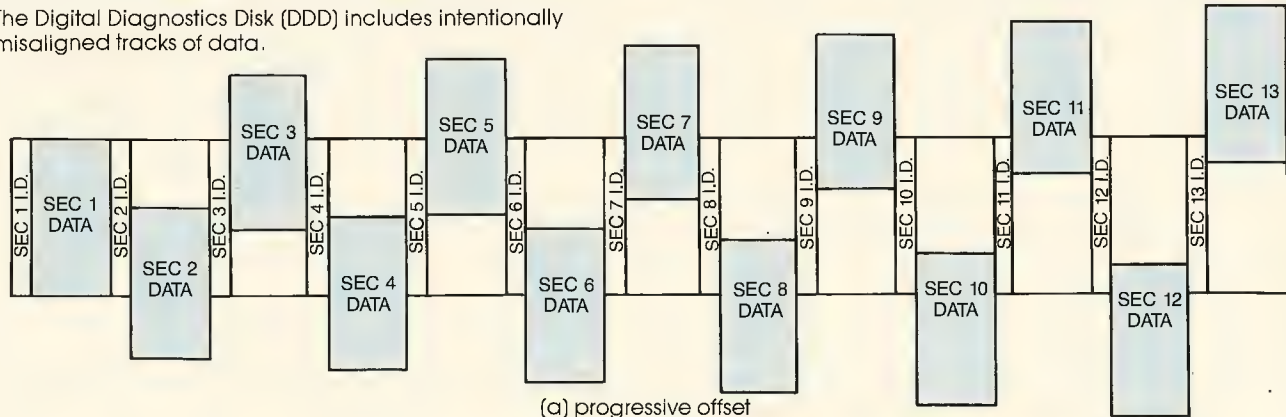 The Digital Diagnostics Disk (DDD) includes intentionally
misaligned tracks of data.
SEC 1 I.D.
SEC 1
DATA
SEC 2 I.D.
SEC 2
DATA
SEC 3 I.D.
SEC 3
DATA
SEC 4 I.D.
SEC 4
DATA
SEC 5 I.D.
SEC 5
DATA
SEC 6 I.D.
SEC 6
DATA
SEC 7 I.D.
SEC 7
DATA
SEC 8 I.D.
SEC 8
DATA
SEC 9 I.D.
SEC 9
DATA
SEC 10 I.D.
SEC 10
DATA
SEC 11 I.D.
SEC 11
DATA
SEC 12 I.D.
SEC 12
DATA
SEC 13 I.D.
SEC 13
DATA
(a) progressive offset